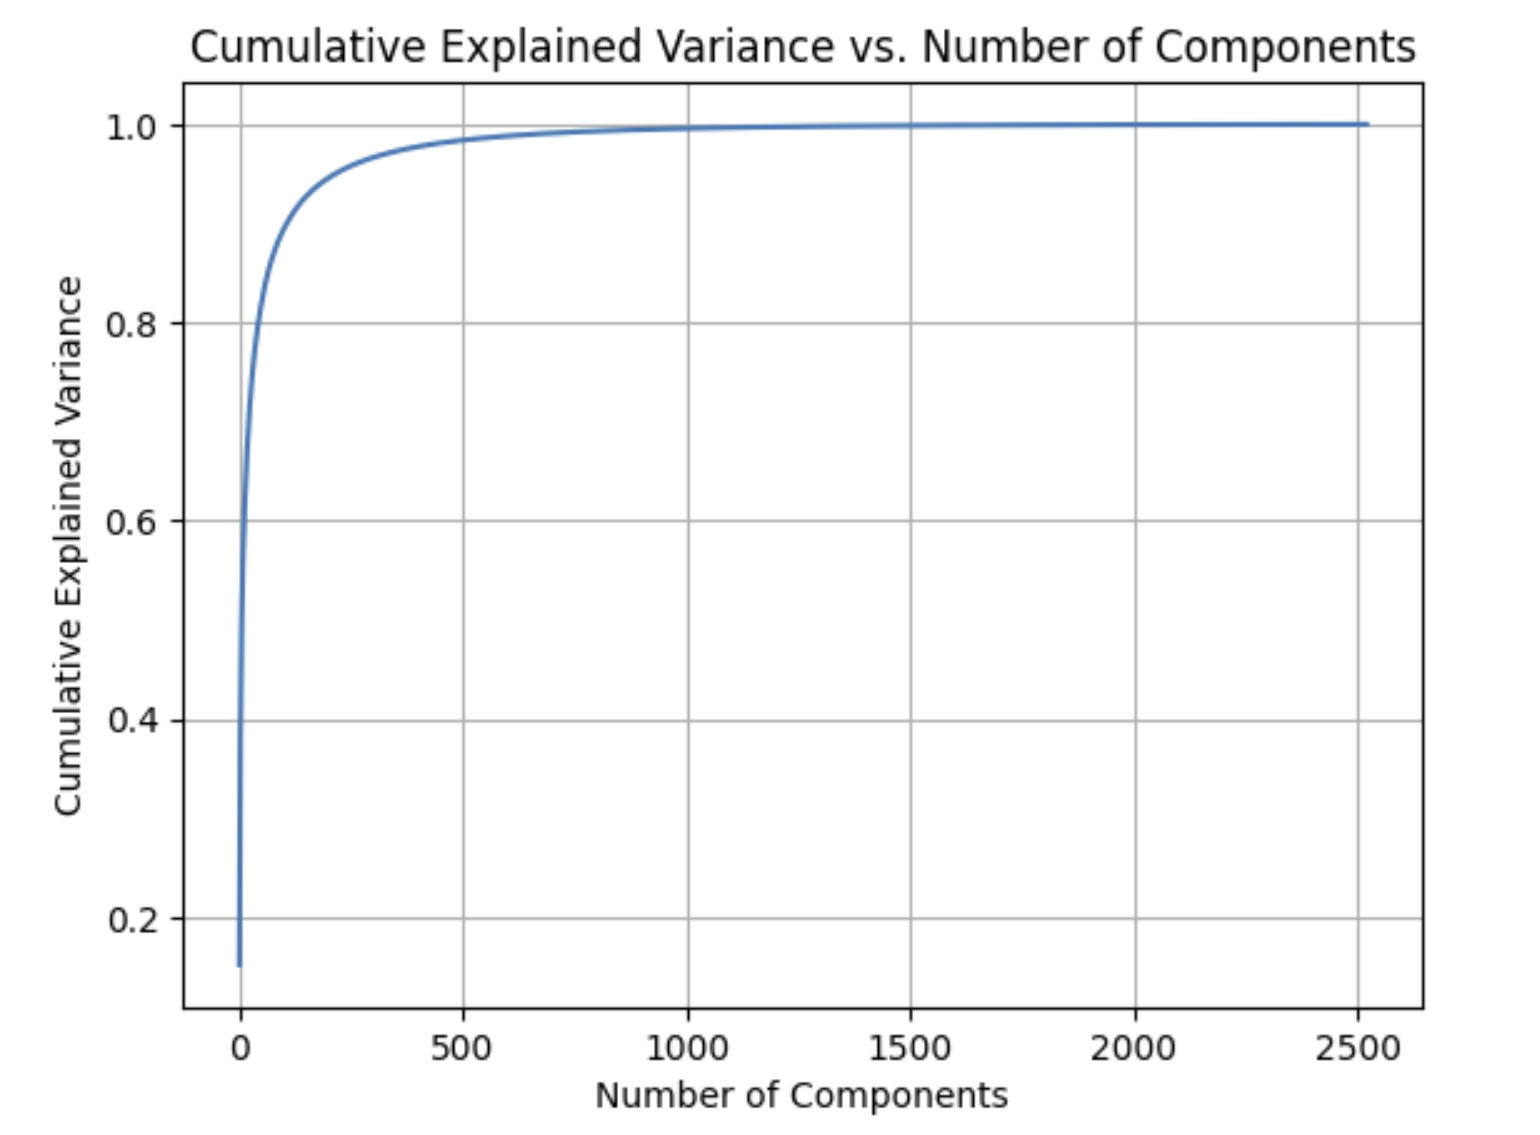 Cumulative Explained Variance vs. Number of Components
1.0
0.8
0.6
0.4
0.2
Cumulative Explained Variance
0 500 1000 1500 2000 2500
Number of Components